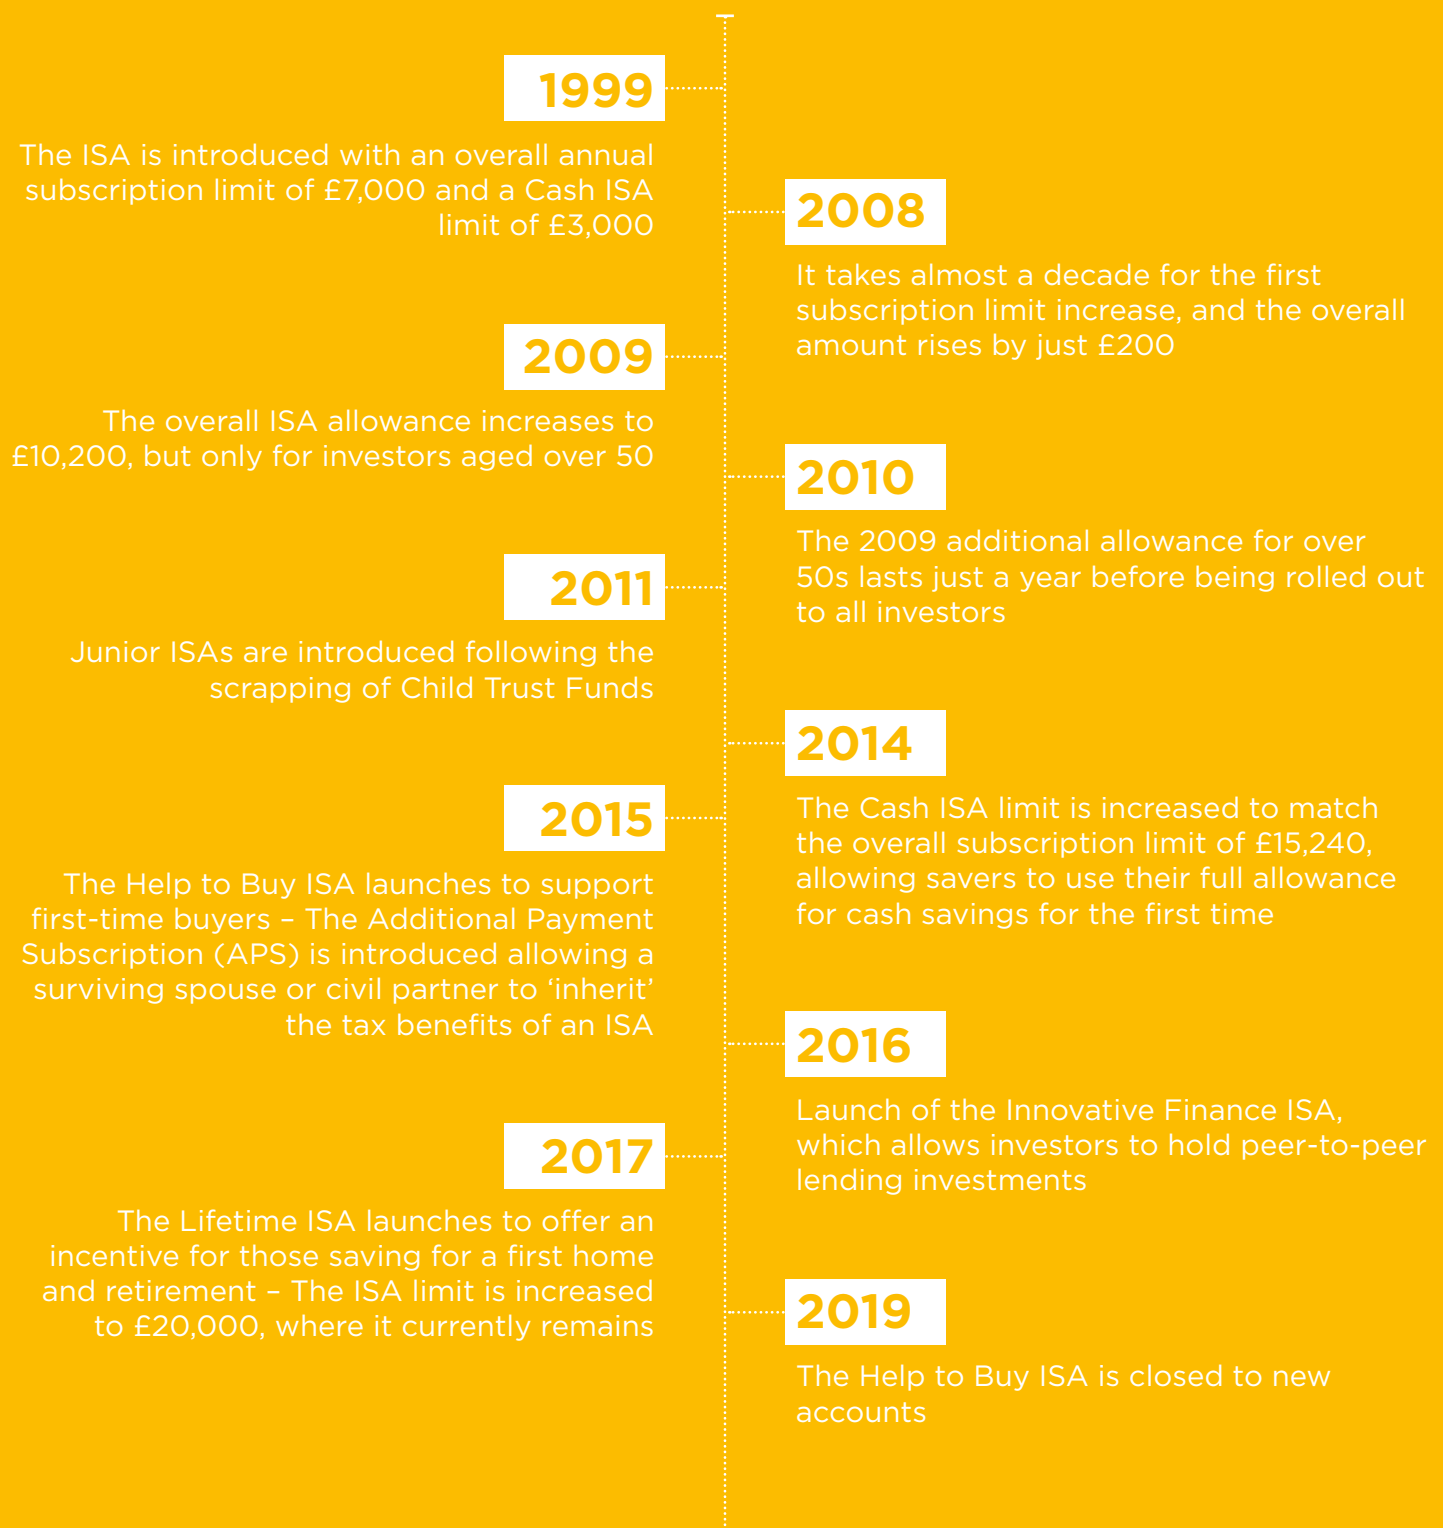 1999
The ISA is introduced with an overall annual
subscription limit of £7,000 and a Cash ISA
limit of £3,000
2008
It takes almost a decade for the first
subscription limit increase, and the overall
amount rises by just £200
2009
The overall ISA allowance increases to
£10,200, but only for investors aged over 50
2010
The 2009 additional allowance for over
50s lasts just a year before being rolled out
to all investors
2011
Junior ISAs are introduced following the
scrapping of Child Trust Funds
2014
The Cash ISA limit is increased to match
the overall subscription limit of £15,240,
allowing savers to use their full allowance
for cash savings for the first time
2015
The Help to Buy ISA launches to support
first-time buyers – The Additional Payment
Subscription (APS) is introduced allowing a
surviving spouse or civil partner to ‘inherit’
the tax benefits of an ISA
2016
Launch of the Innovative Finance ISA,
which allows investors to hold peer-to-peer
lending investments
2017
The Lifetime ISA launches to offer an
incentive for those saving for a first home
and retirement – The ISA limit is increased
to £20,000, where it currently remains
2019
The Help to Buy ISA is closed to new
accounts